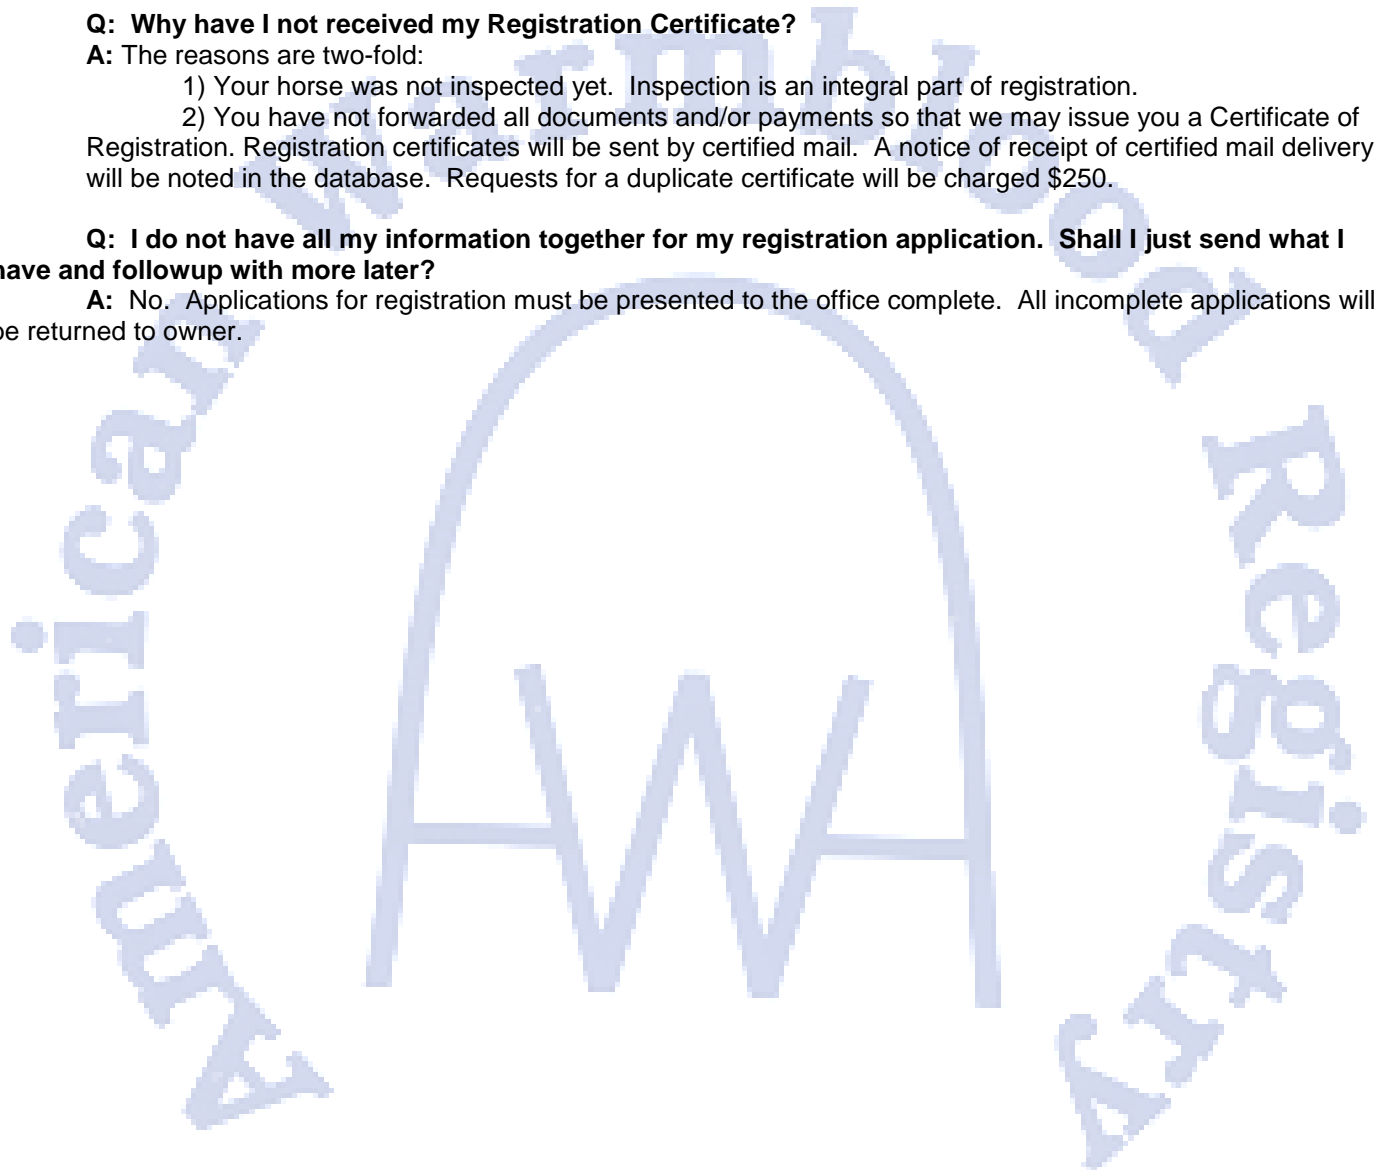 Q: Why have I not received my Registration Certificate?
A: The reasons are two-fold:
1) Your horse was not inspected yet. Inspection is an integral part of registration.
2) You have not forwarded all documents and/or payments so that we may issue you a Certificate of
Registration. Registration certificates will be sent by certified mail. A notice of receipt of certified mail delivery
will be noted in the database. Requests for a duplicate certificate will be charged $250.
Q: I do not have all my information together for my registration application. Shall I just send what I
have and followup with more later?
A: No. Applications for registration must be presented to the office complete. All incomplete applications will
be returned to owner.
American Warmblood Registry
AWA